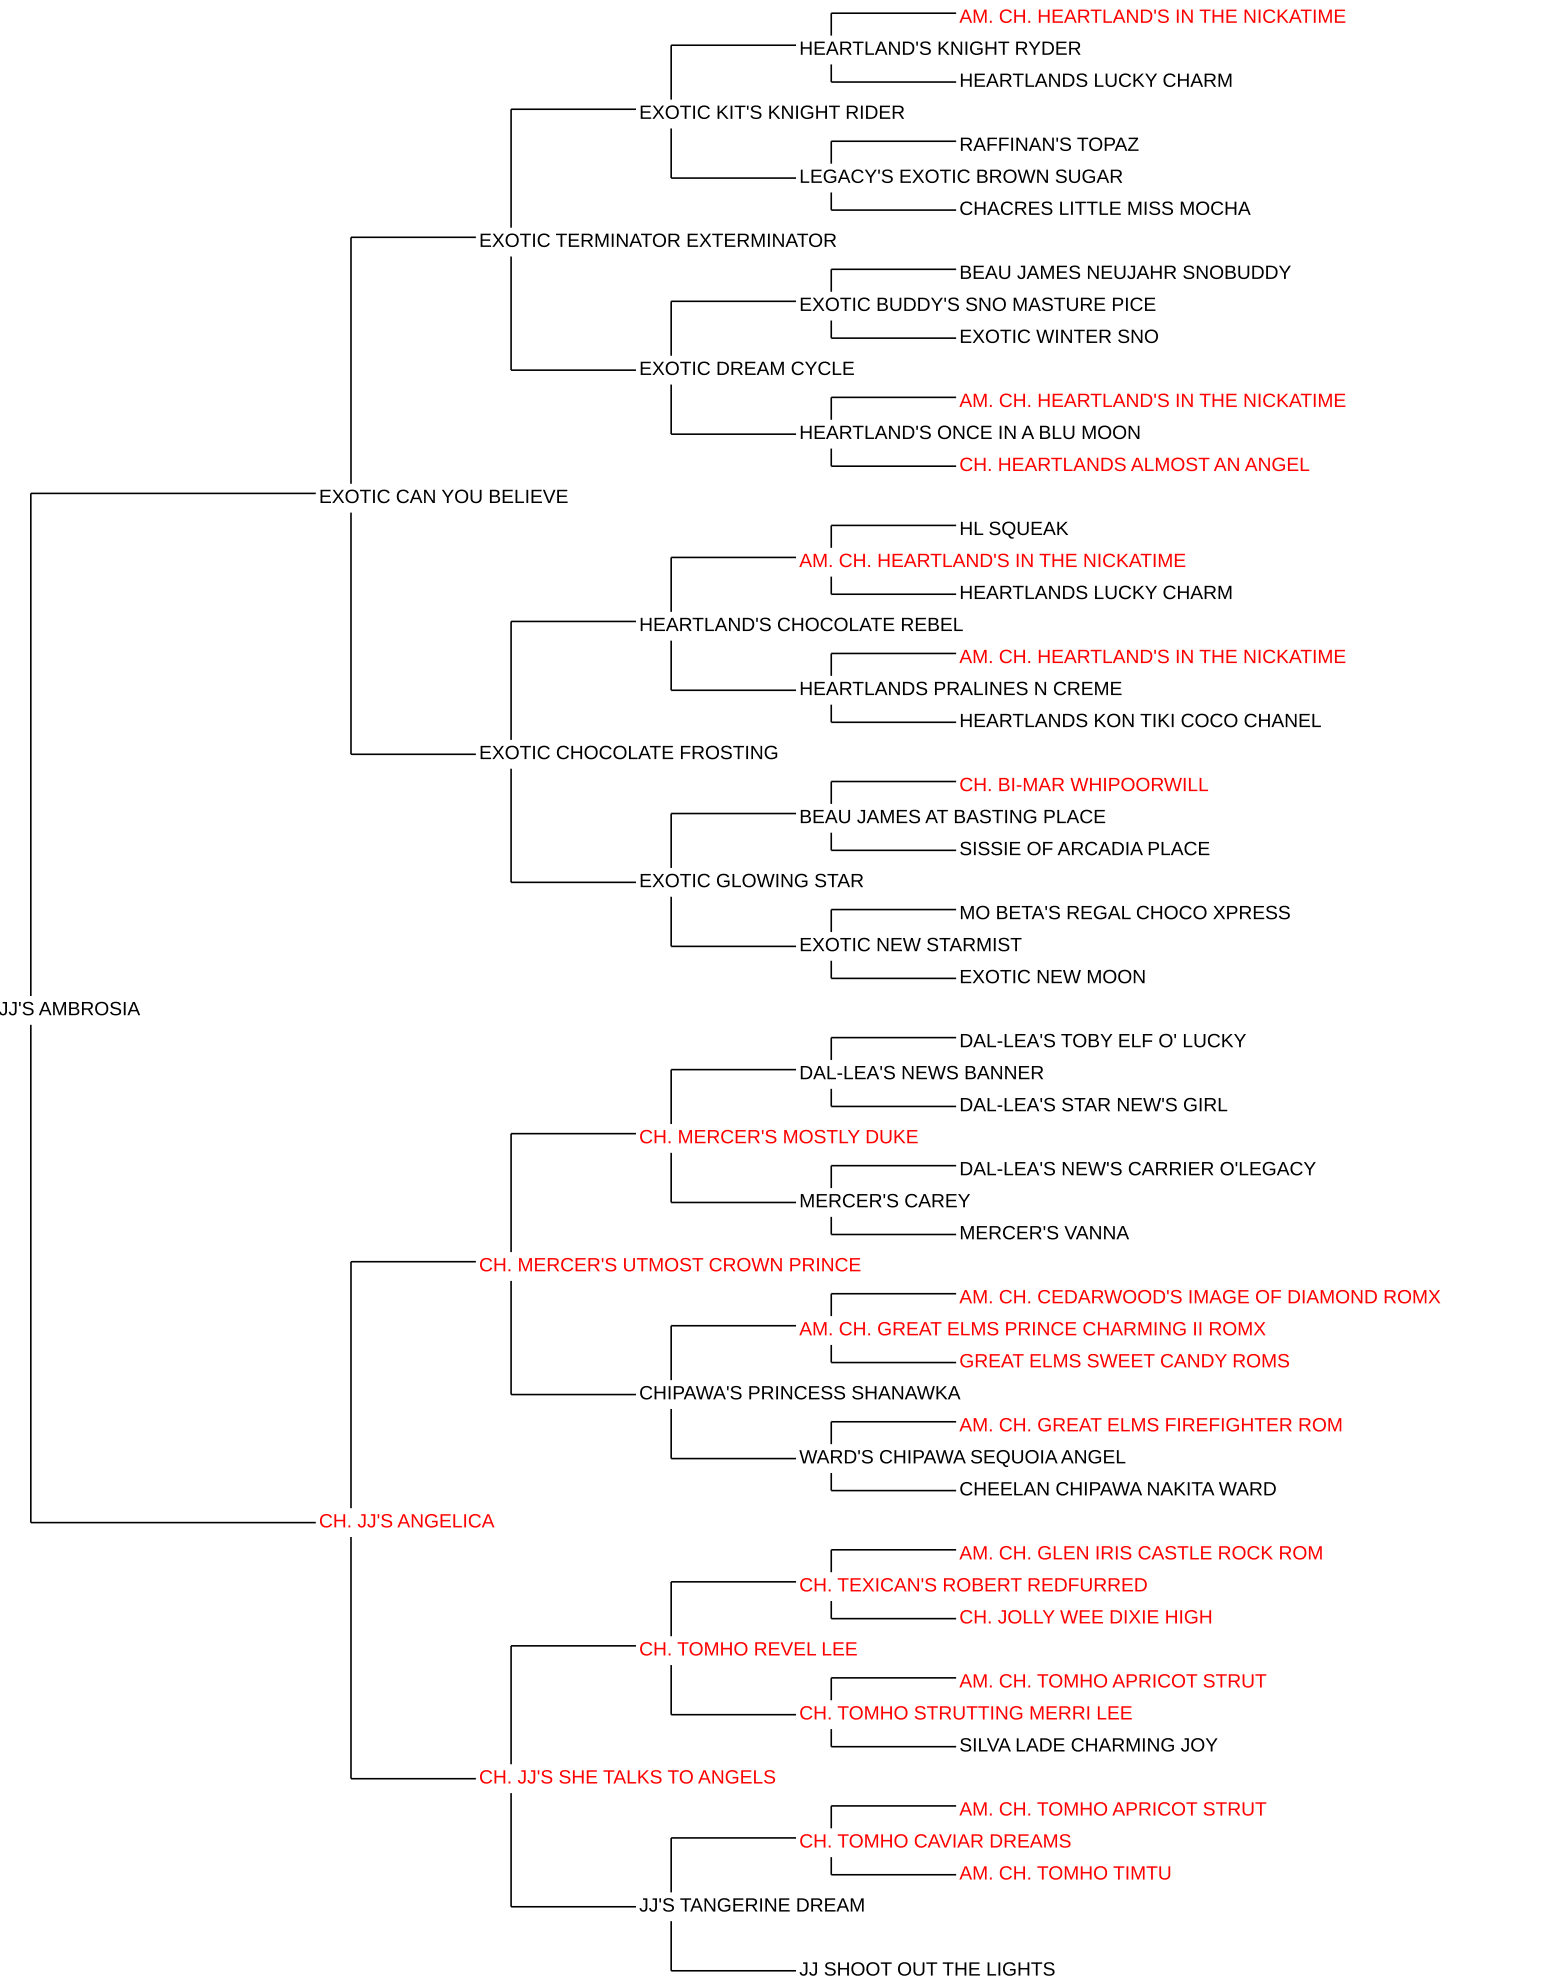 AM. CH. HEARTLAND'S IN THE NICKATIME
HEARTLAND'S KNIGHT RYDER
HEARTLANDS LUCKY CHARM
EXOTIC KIT'S KNIGHT RIDER
RAFFINAN'S TOPAZ
LEGACY'S EXOTIC BROWN SUGAR
CHACRES LITTLE MISS MOCHA
EXOTIC TERMINATOR EXTERMINATOR
BEAU JAMES NEUJAHR SNOBUDDY
EXOTIC BUDDY'S SNO MASTURE PICE
EXOTIC WINTER SNO
EXOTIC DREAM CYCLE
AM. CH. HEARTLAND'S IN THE NICKATIME
HEARTLAND'S ONCE IN A BLU MOON
CH. HEARTLANDS ALMOST AN ANGEL
EXOTIC CAN YOU BELIEVE
HL SQUEAK
AM. CH. HEARTLAND'S IN THE NICKATIME
HEARTLANDS LUCKY CHARM
HEARTLAND'S CHOCOLATE REBEL
AM. CH. HEARTLAND'S IN THE NICKATIME
HEARTLANDS PRALINES N CREME
HEARTLANDS KON TIKI COCO CHANEL
EXOTIC CHOCOLATE FROSTING
CH. BI-MAR WHIPOORWILL
BEAU JAMES AT BASTING PLACE
SISSIE OF ARCADIA PLACE
EXOTIC GLOWING STAR
MO BETA'S REGAL CHOCO XPRESS
EXOTIC NEW STARMIST
EXOTIC NEW MOON
JJ'S AMBROSIA
DAL-LEA'S TOBY ELF O' LUCKY
DAL-LEA'S NEWS BANNER
DAL-LEA'S STAR NEW'S GIRL
CH. MERCER'S MOSTLY DUKE
DAL-LEA'S NEW'S CARRIER O'LEGACY
MERCER'S CAREY
MERCER'S VANNA
CH. MERCER'S UTMOST CROWN PRINCE
AM. CH. CEDARWOOD'S IMAGE OF DIAMOND ROMX
AM. CH. GREAT ELMS PRINCE CHARMING II ROMX
GREAT ELMS SWEET CANDY ROMS
CHIPAWA'S PRINCESS SHANAWKA
AM. CH. GREAT ELMS FIREFIGHTER ROM
WARD'S CHIPAWA SEQUOIA ANGEL
CHEELAN CHIPAWA NAKITA WARD
CH. JJ'S ANGELICA
AM. CH. GLEN IRIS CASTLE ROCK ROM
CH. TEXICAN'S ROBERT REDFURRED
CH. JOLLY WEE DIXIE HIGH
CH. TOMHO REVEL LEE
AM. CH. TOMHO APRICOT STRUT
CH. TOMHO STRUTTING MERRI LEE
SILVA LADE CHARMING JOY
CH. JJ'S SHE TALKS TO ANGELS
AM. CH. TOMHO APRICOT STRUT
CH. TOMHO CAVIAR DREAMS
AM. CH. TOMHO TIMTU
JJ'S TANGERINE DREAM
JJ SHOOT OUT THE LIGHTS